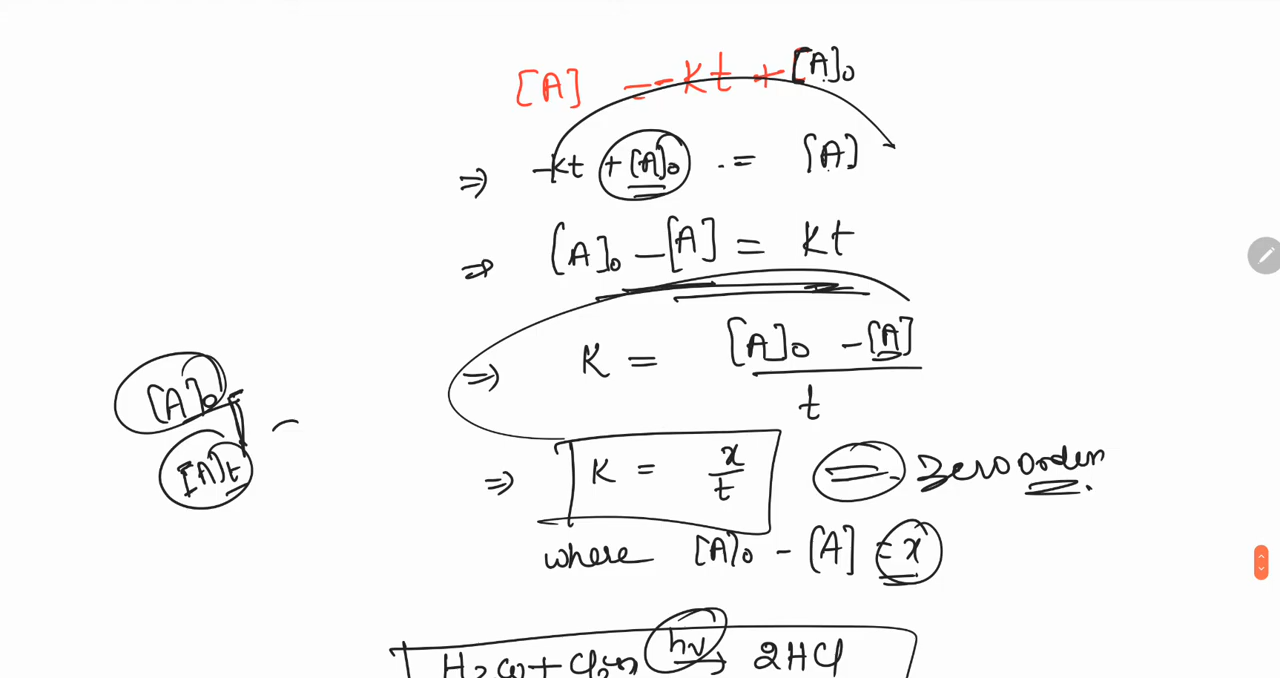 [A] = -kt + [A]₀
⇒ -kt + [A]₀ = [A]
⇒ [A]₀ - [A] = Kt
⇒ K = [A]₀ - [A] / t
[A]₀
[A]t
⇒ K = x/t = Zero Order.
where [A]₀ - [A] = x
H₂(g) + Cl₂(g) hν → 2HCl